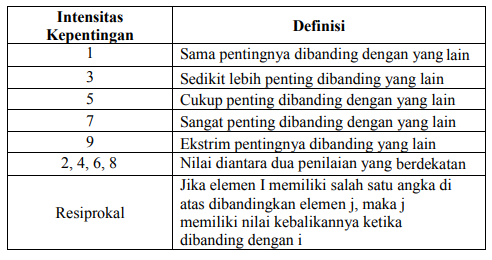 Intensitas
Kepentingan
Definisi
1
Sama pentingnya dibanding dengan yang lain
3
Sedikit lebih penting dibanding yang lain
5
Cukup penting dibanding dengan yang lain
7
Sangat penting dibanding dengan yang lain
9
Ekstrim pentingnya dibanding yang lain
2, 4, 6, 8
Nilai diantara dua penilaian yang berdekatan
Resiprokal
Jika elemen I memiliki salah satu angka di
atas dibandingkan elemen j, maka j
memiliki nilai kebalikannya ketika
dibanding dengan i